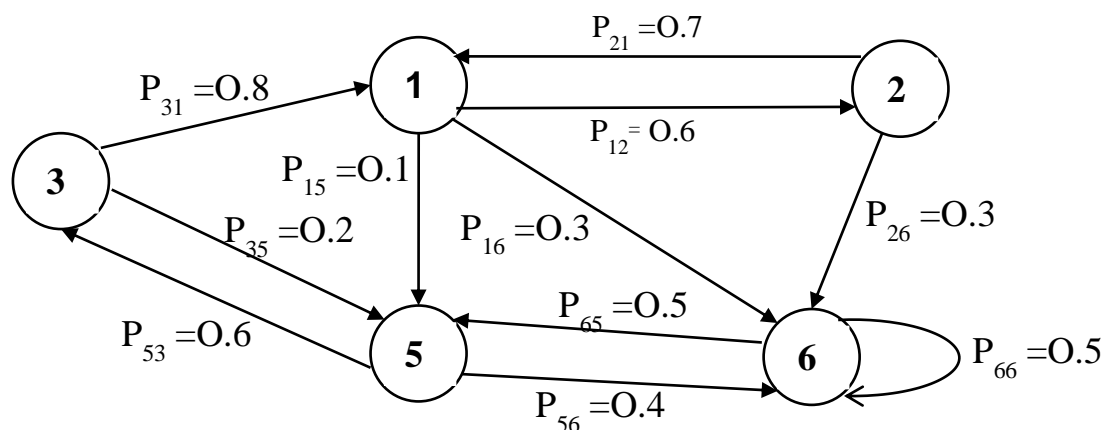 P21 =O.7
1
2
P31 =O.8
P12= O.6
3
P15 =O.1
P35 =O.2
P16 =O.3
P26 =O.3
P65 =O.5
P53 =O.6
5
6
P66 =O.5
P56 =O.4